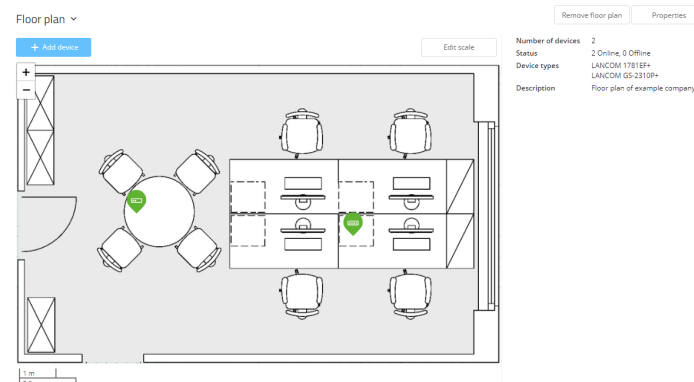 Floor plan
Remove floor plan
Properties
+ Add device
Edit scale
Number of devices 2
Status 2 Online, 0 Offline
Device types LANCOM 1781EF+
LANCOM GS-2310P+
Description Floor plan of example company
+
−
1 m